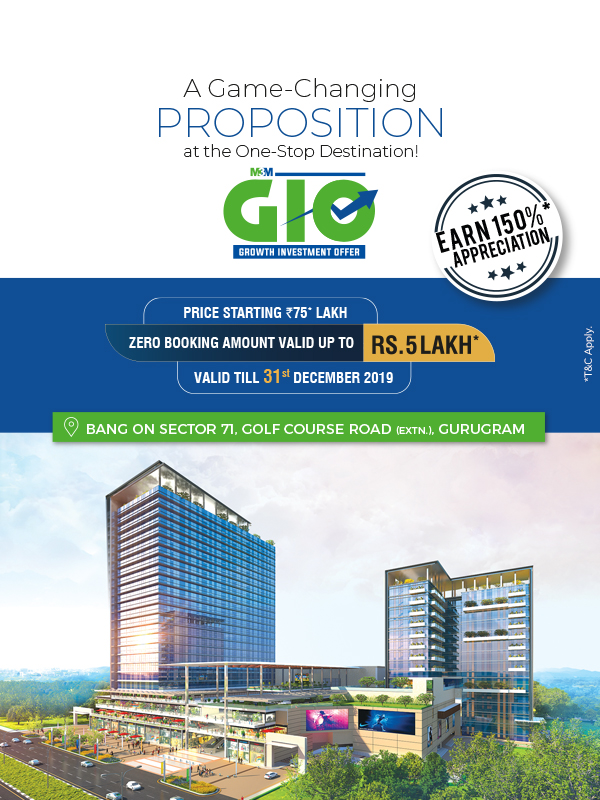 A Game-Changing
PROPOSITION
at the One-Stop Destination!
M3M
GIO
GROWTH INVESTMENT OFFER
EARN 150%*
APPRECIATION
PRICE STARTING ₹75* LAKH
ZERO BOOKING AMOUNT VALID UP TO RS.5 LAKH*
VALID TILL 31st DECEMBER 2019
*T&C Apply.
BANG ON SECTOR 71, GOLF COURSE ROAD (EXTN.), GURUGRAM